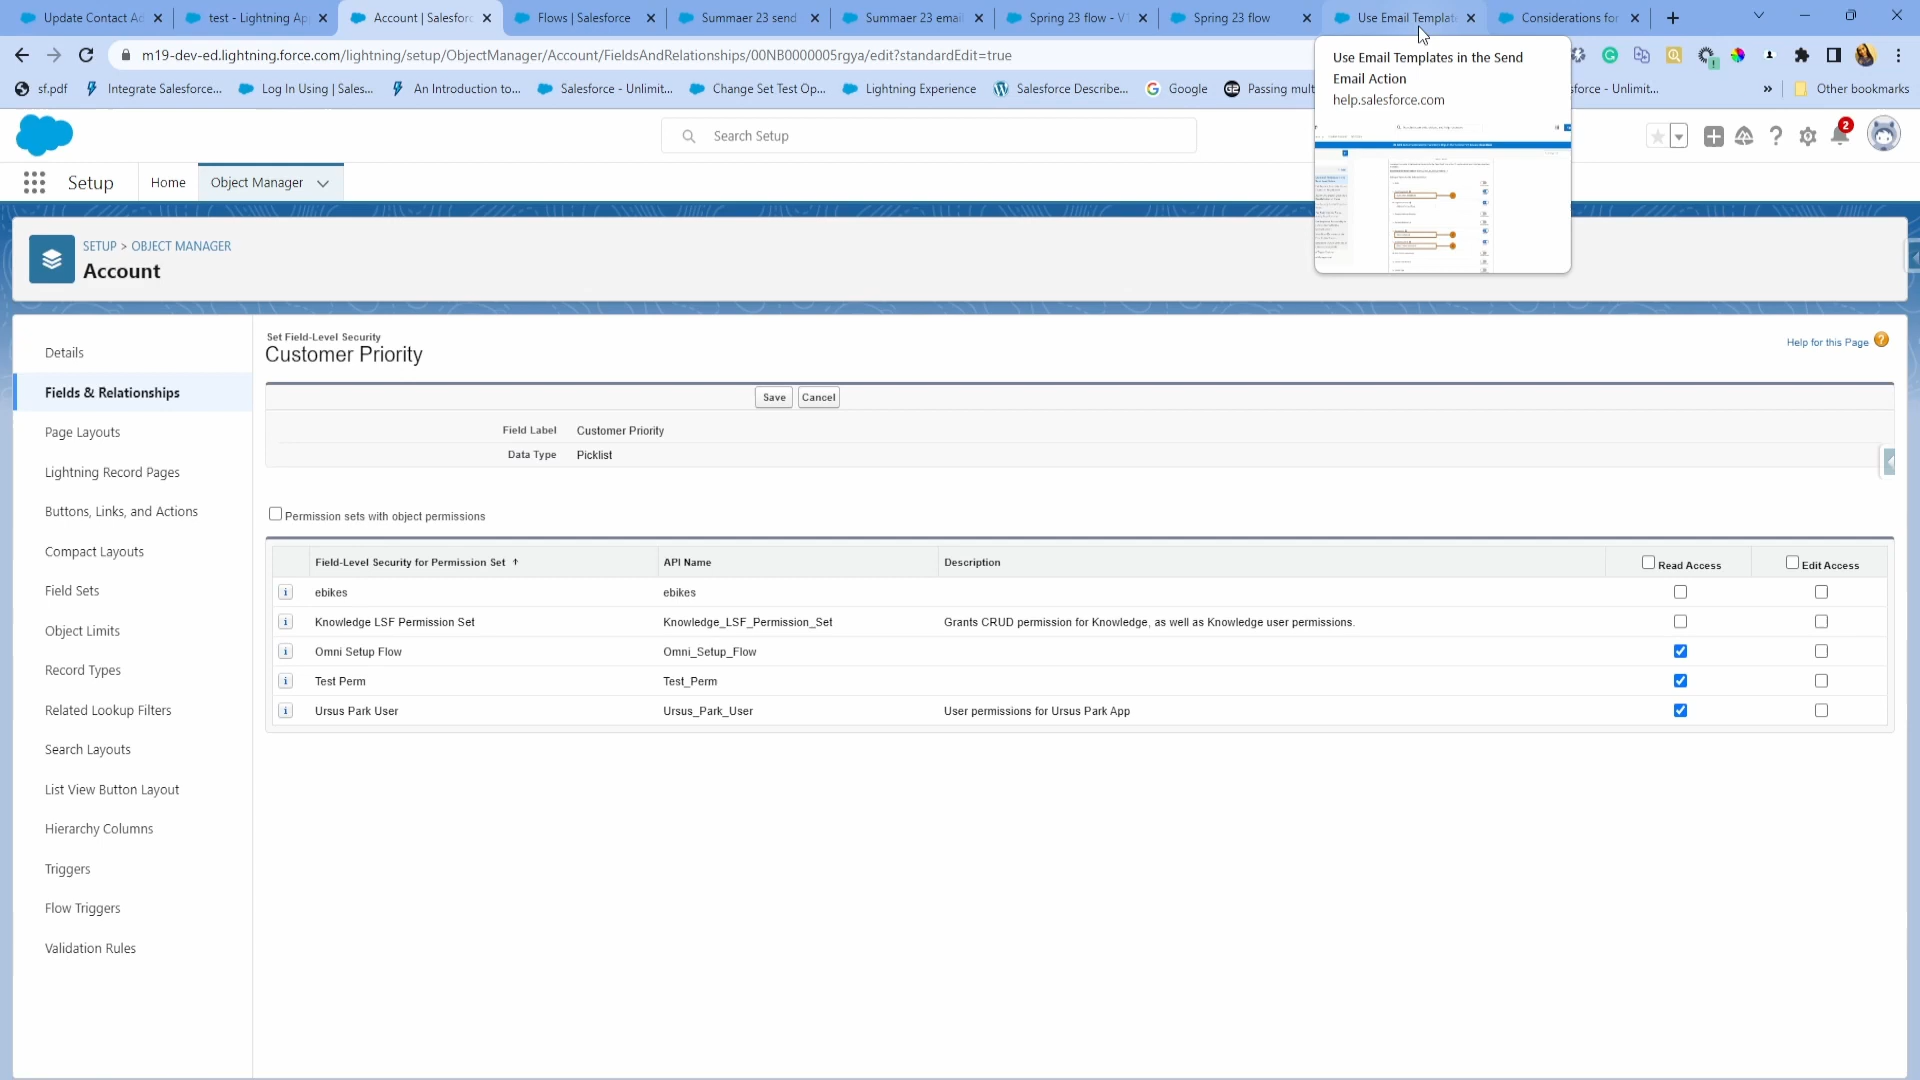 Update Contact Ad
test - Lightning Ap
Account | Salesforc
Flows | Salesforce
Summaer 23 send
Summaer 23 email
Spring 23 flow - V1
Spring 23 flow
Use Email Template
Considerations for
m19-dev-ed.lightning.force.com/lightning/setup/ObjectManager/Account/FieldsAndRelationships/00NB0000005rgya/edit?standardEdit=true
sf.pdf
Integrate Salesforce...
Log In Using | Sales...
An Introduction to...
Salesforce - Unlimit...
Change Set Test Op...
Lightning Experience
Salesforce Describe...
Google
Passing mult
sforce - Unlimit...
»
Other bookmarks
Use Email Templates in the Send
Email Action
help.salesforce.com
Search Setup
2
Setup
Home
Object Manager
SETUP > OBJECT MANAGER
Account
Details
Fields & Relationships
Page Layouts
Lightning Record Pages
Buttons, Links, and Actions
Compact Layouts
Field Sets
Object Limits
Record Types
Related Lookup Filters
Search Layouts
List View Button Layout
Hierarchy Columns
Triggers
Flow Triggers
Validation Rules
Set Field-Level Security
Customer Priority
Help for this Page
Save
Cancel
Field Label Customer Priority
Data Type Picklist
Permission sets with object permissions
Field-Level Security for Permission Set ↑ API Name Description Read Access Edit Access
ebikes ebikes
Knowledge LSF Permission Set Knowledge_LSF_Permission_Set Grants CRUD permission for Knowledge, as well as Knowledge user permissions.
Omni Setup Flow Omni_Setup_Flow
Test Perm Test_Perm
Ursus Park User Ursus_Park_User User permissions for Ursus Park App